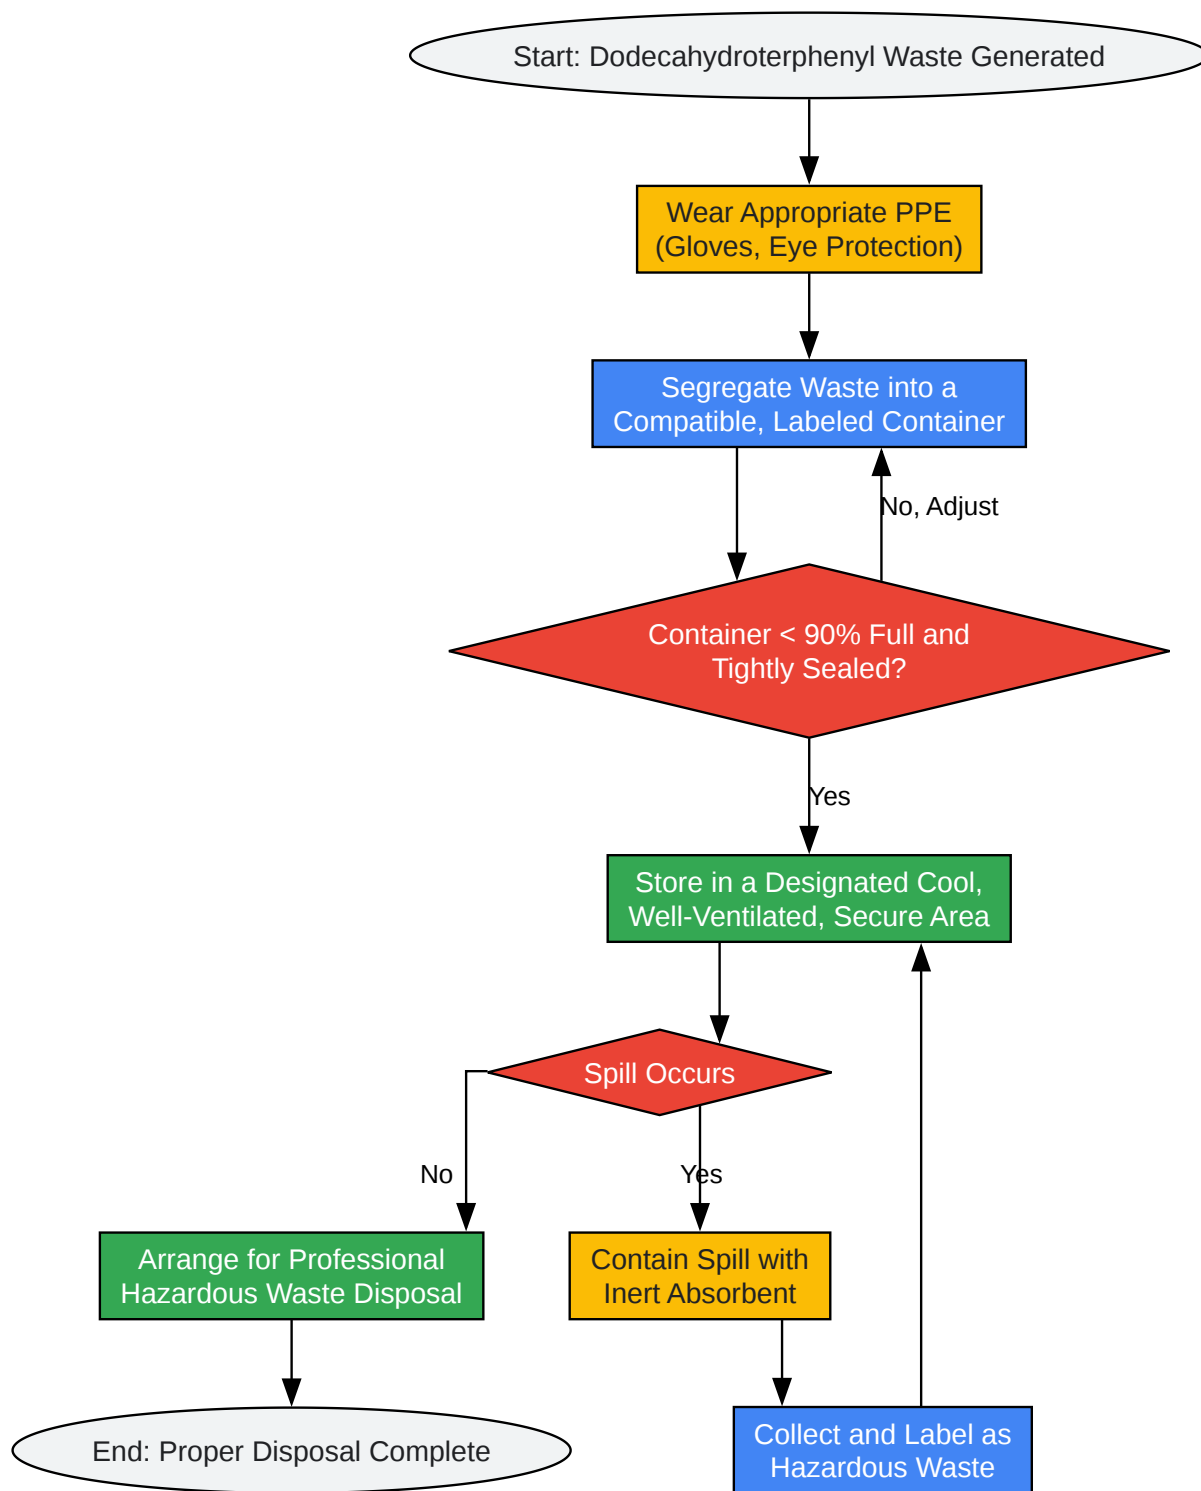 Start: Dodecahydroterphenyl Waste Generated
Wear Appropriate PPE
(Gloves, Eye Protection)
Segregate Waste into a
Compatible, Labeled Container
No, Adjust
Container < 90% Full and
Tightly Sealed?
Yes
Store in a Designated Cool,
Well-Ventilated, Secure Area
Spill Occurs
No
Yes
Arrange for Professional
Hazardous Waste Disposal
Contain Spill with
Inert Absorbent
End: Proper Disposal Complete
Collect and Label as
Hazardous Waste